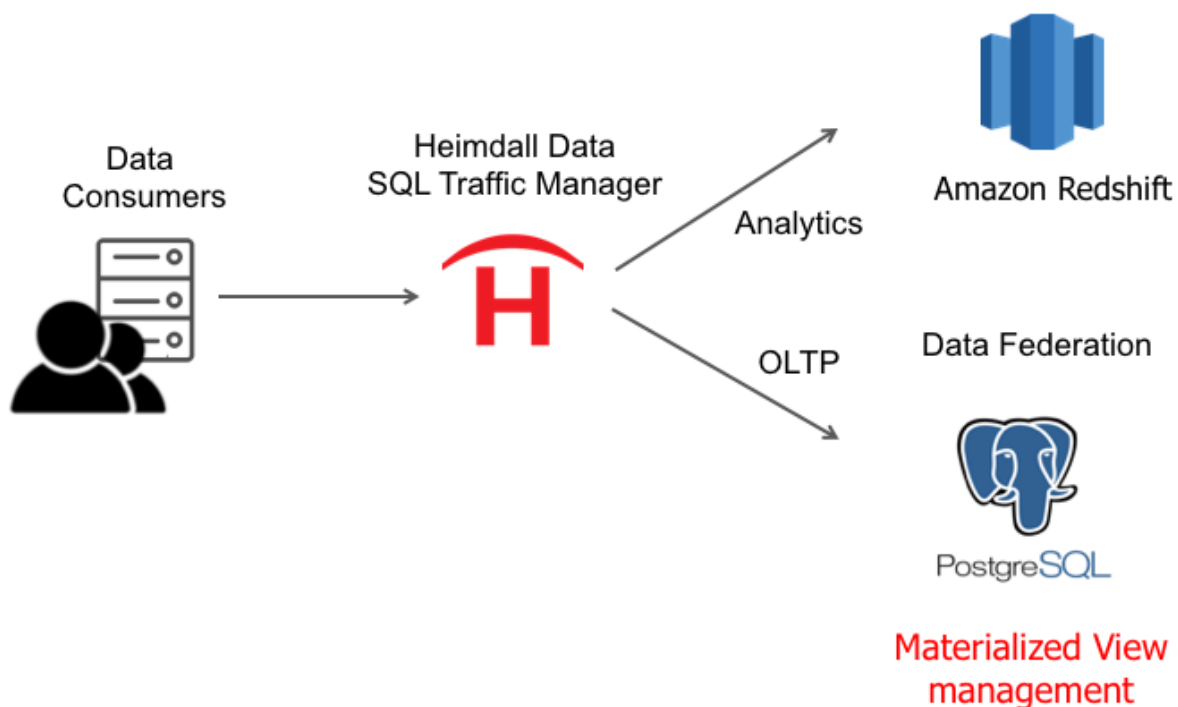 Data
Consumers
Heimdall Data
SQL Traffic Manager
H
Analytics
OLTP
Amazon Redshift
Data Federation
PostgreSQL
Materialized View
management